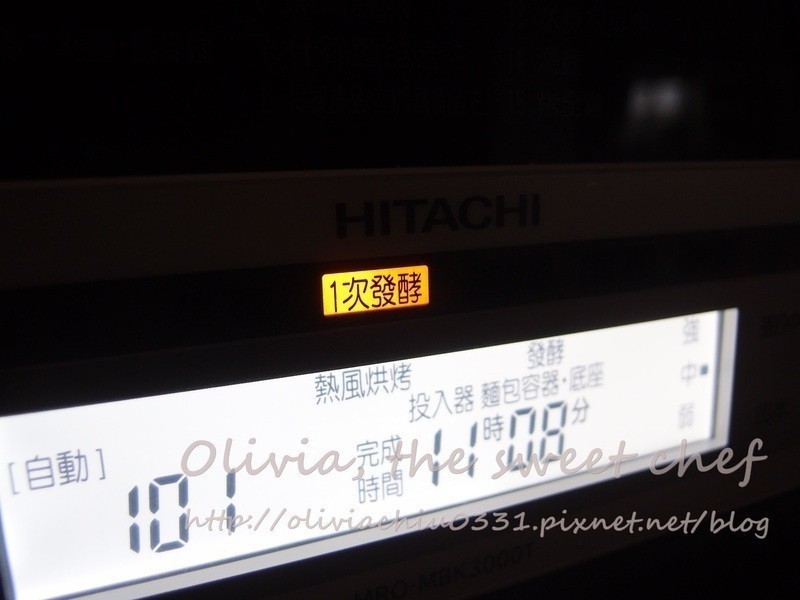 HITACHI
1次發酵
熱風烘烤
發酵
投入器 麵包容器·底座
強
中
弱
[自動]
101
完成
時間
11時08分
Olivia, the sweet chef
http://oliviachiu0331.pixnet.net/blog
MRO-MBK3000T